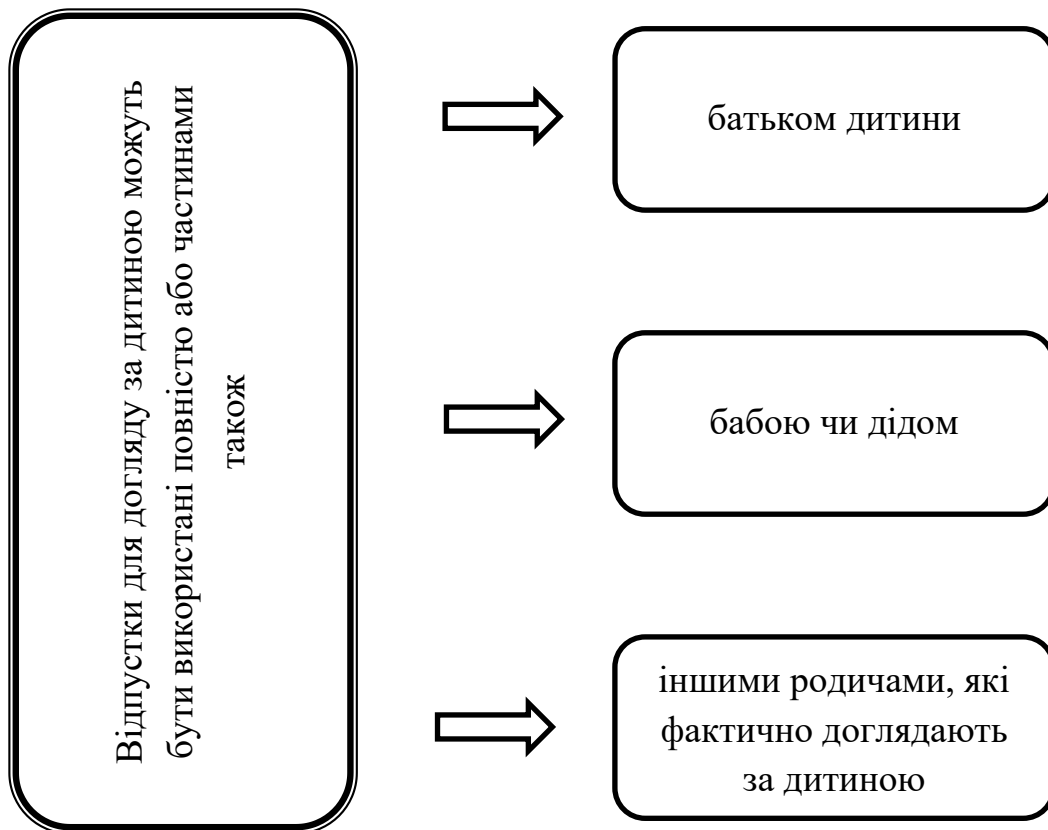 Відпустки для догляду за дитиною можуть
бути використані повністю або частинами
також
батьком дитини
бабою чи дідом
іншими родичами, які
фактично доглядають
за дитиною